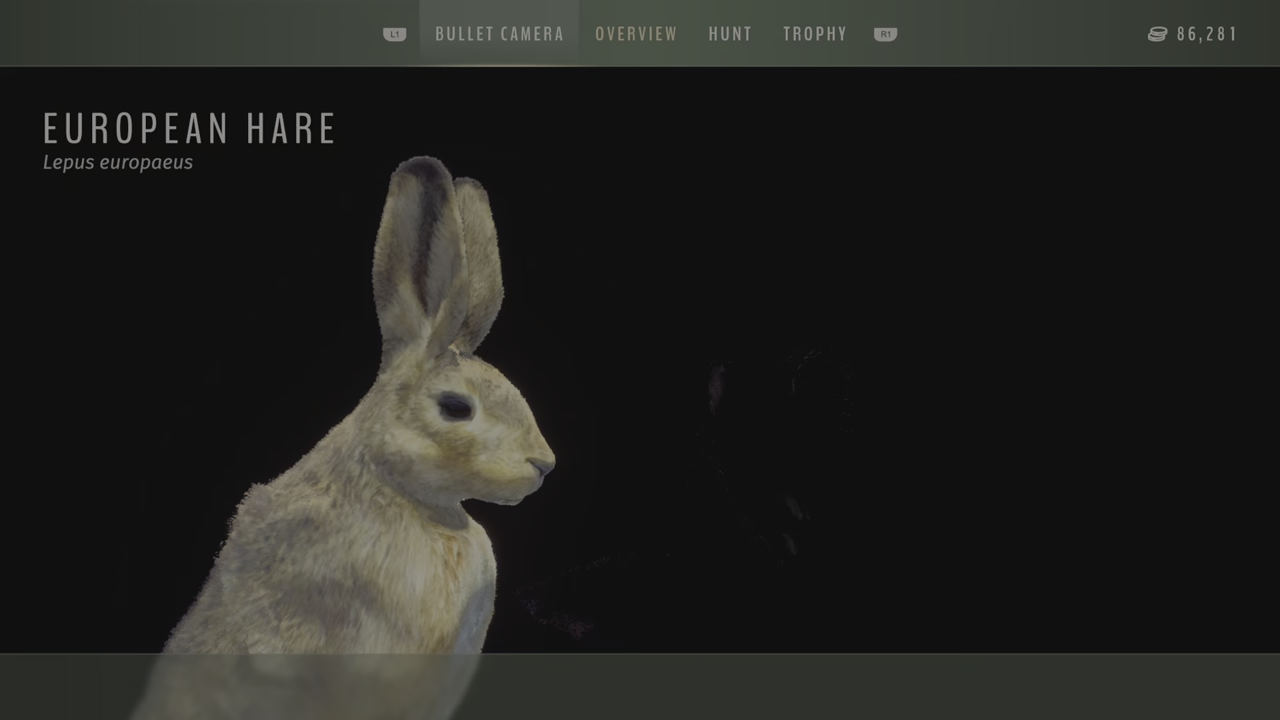 L1 BULLET CAMERA OVERVIEW HUNT TROPHY R1 86,281
EUROPEAN HARE
Lepus europaeus